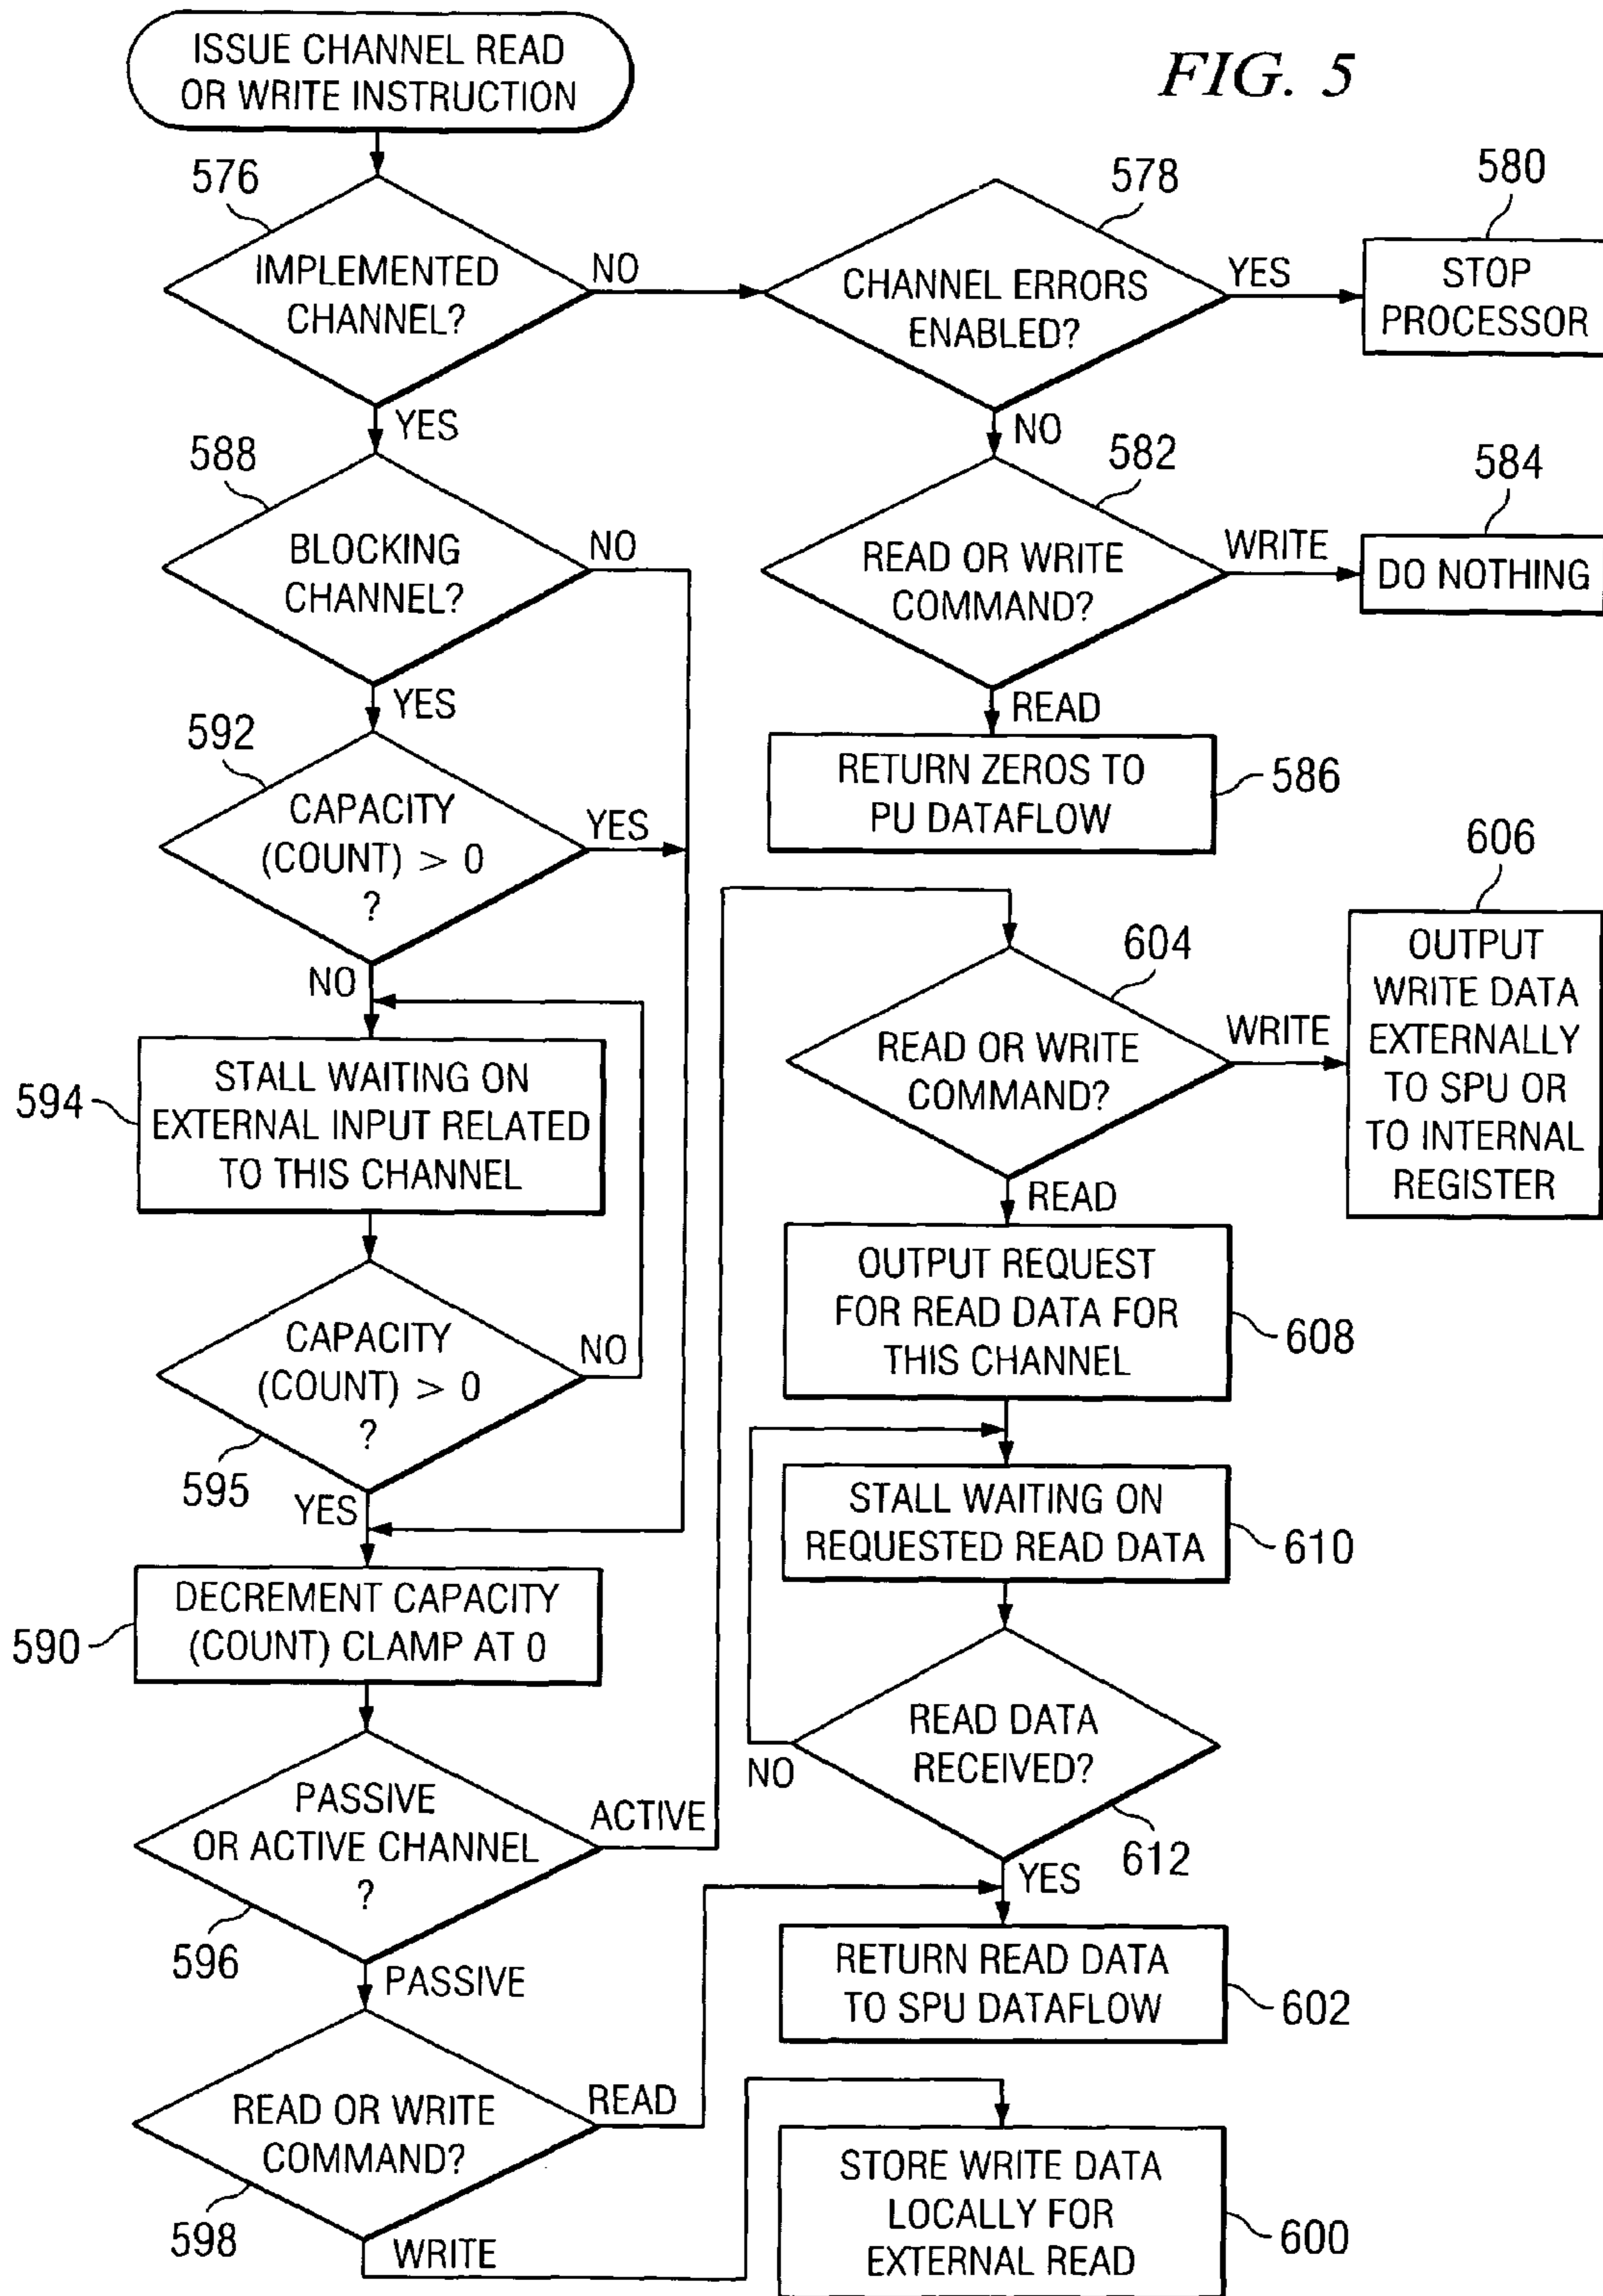 ISSUE CHANNEL READ
OR WRITE INSTRUCTION
FIG. 5
576
IMPLEMENTED
CHANNEL?
NO
YES
578
CHANNEL ERRORS
ENABLED?
YES
NO
580
STOP
PROCESSOR
588
BLOCKING
CHANNEL?
NO
YES
582
READ OR WRITE
COMMAND?
WRITE
READ
584
DO NOTHING
592
CAPACITY
(COUNT) > 0
?
YES
NO
RETURN ZEROS TO
PU DATAFLOW
586
594
STALL WAITING ON
EXTERNAL INPUT RELATED
TO THIS CHANNEL
604
READ OR WRITE
COMMAND?
WRITE
READ
606
OUTPUT
WRITE DATA
EXTERNALLY
TO SPU OR
TO INTERNAL
REGISTER
CAPACITY
(COUNT) > 0
?
NO
595
YES
OUTPUT REQUEST
FOR READ DATA FOR
THIS CHANNEL
608
STALL WAITING ON
REQUESTED READ DATA
610
590
DECREMENT CAPACITY
(COUNT) CLAMP AT 0
READ DATA
RECEIVED?
NO
612
YES
PASSIVE
OR ACTIVE CHANNEL
?
ACTIVE
596
PASSIVE
RETURN READ DATA
TO SPU DATAFLOW
602
READ OR WRITE
COMMAND?
READ
598
WRITE
STORE WRITE DATA
LOCALLY FOR
EXTERNAL READ
600